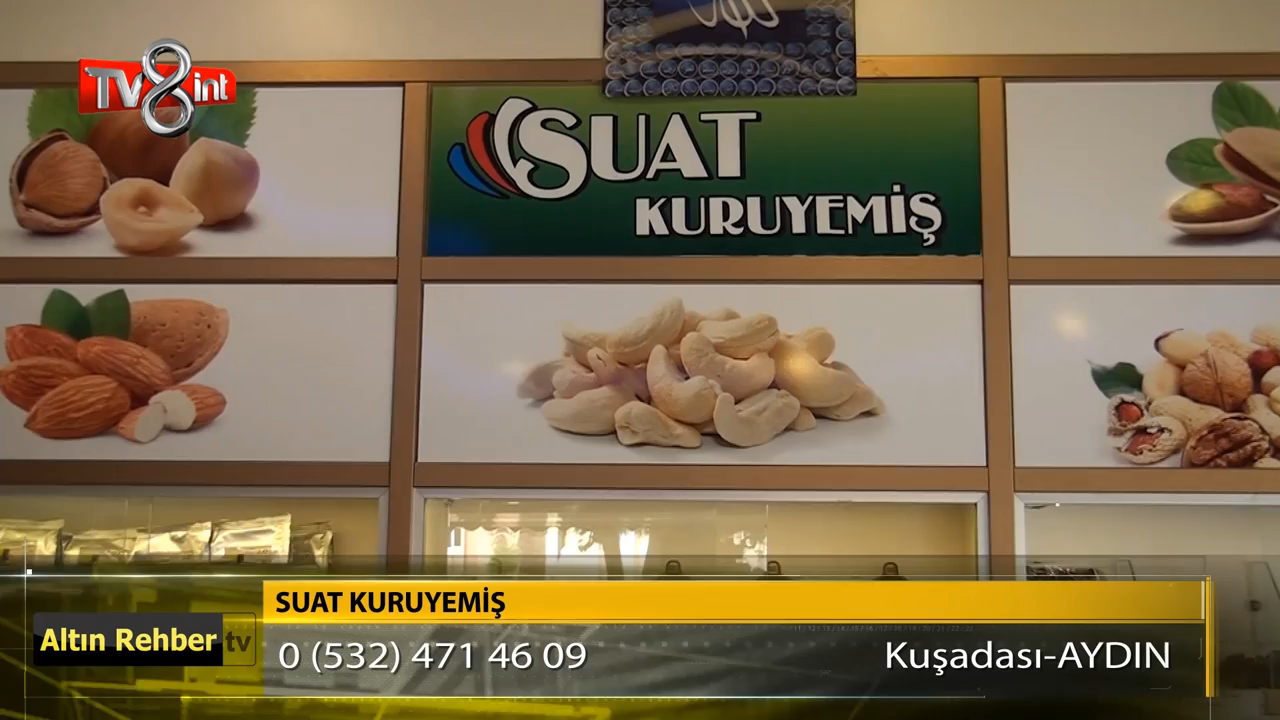 TV8int
SUAT
KURUYEMİŞ
SUAT KURUYEMİŞ
Altın Rehber tv
0 (532) 471 46 09
Kuşadası-AYDIN